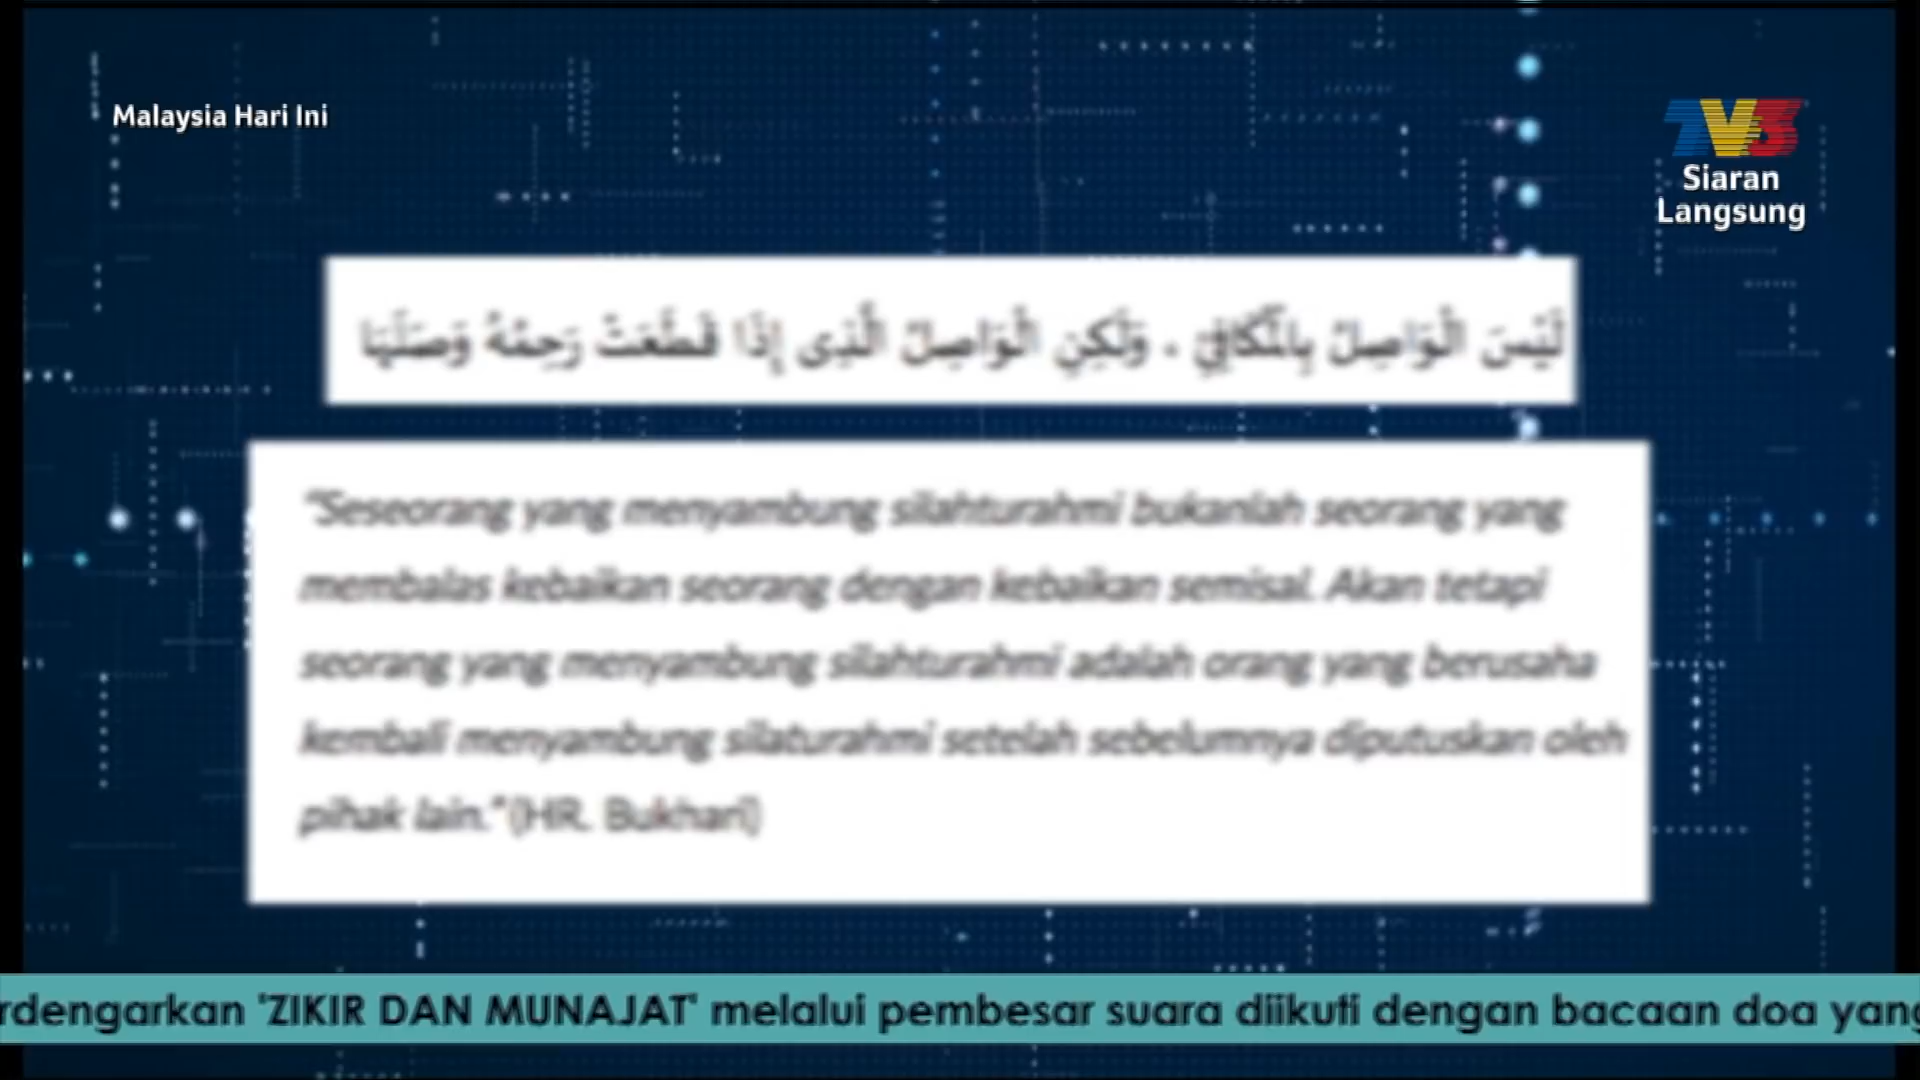 Malaysia Hari Ini
TV3
Siaran
Langsung
لَيْسَ الْوَاصِلُ بِالْمُكَافِئِ ، وَلَكِنِ الْوَاصِلُ الَّذِى إِذَا قَطَعَتْ رَحِمُهُ وَصَلَهَا
“Seseorang yang menyambung silahturahmi bukanlah seorang yang
membalas kebaikan seorang dengan kebaikan semisal. Akan tetapi
seorang yang menyambung silahturahmi adalah orang yang berusaha
kembali menyambung silaturahmi setelah sebelumnya diputuskan oleh
pihak lain.” (HR. Bukhari)
rdengarkan 'ZIKIR DAN MUNAJAT' melalui pembesar suara diikuti dengan bacaan doa yang